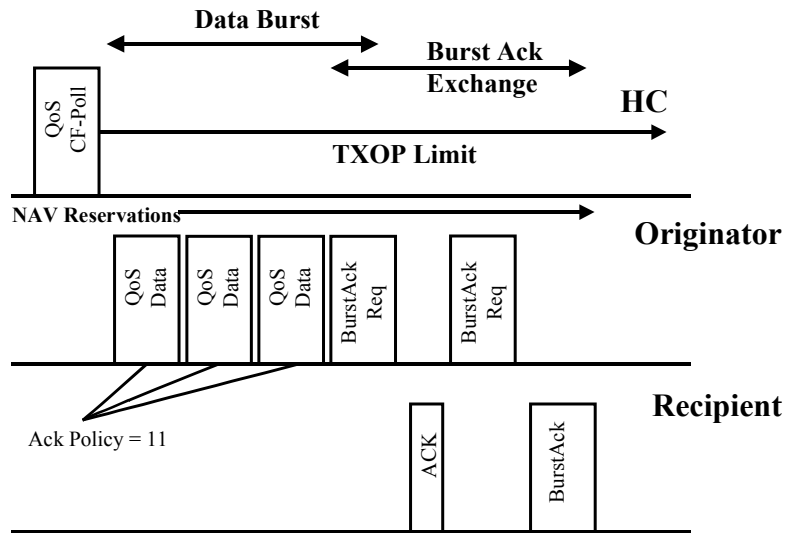 Data Burst
Burst Ack
Exchange
HC
QoS
CF-Poll
TXOP Limit
NAV Reservations
Originator
QoS
Data
QoS
Data
QoS
Data
BurstAck
Req
BurstAck
Req
Recipient
Ack Policy = 11
ACK
BurstAck